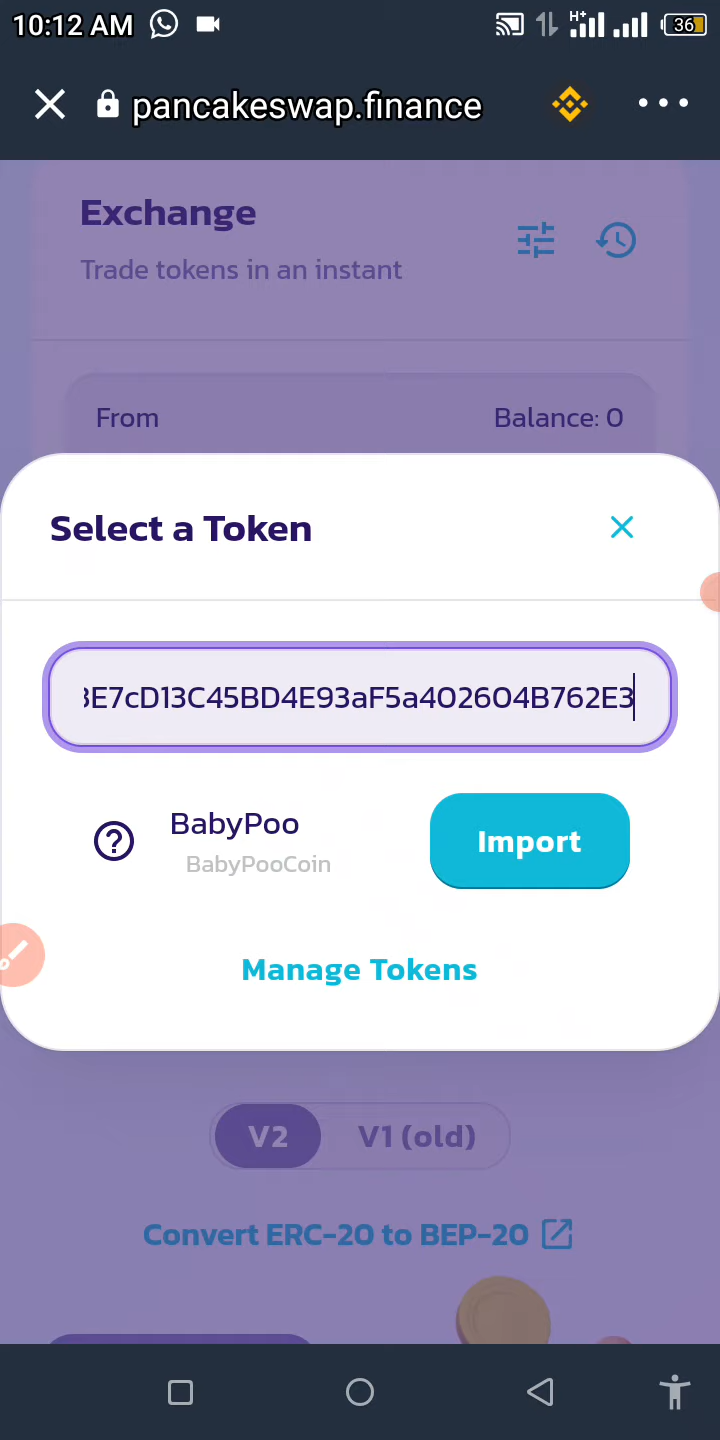 10:12 AM
H+
36
pancakeswap.finance
Exchange
Trade tokens in an instant
From
Balance: 0
Select a Token
3E7cD13C45BD4E93aF5a402604B762E3
BabyPoo
Import
BabyPooCoin
Manage Tokens
V2
V1 (old)
Convert ERC-20 to BEP-20